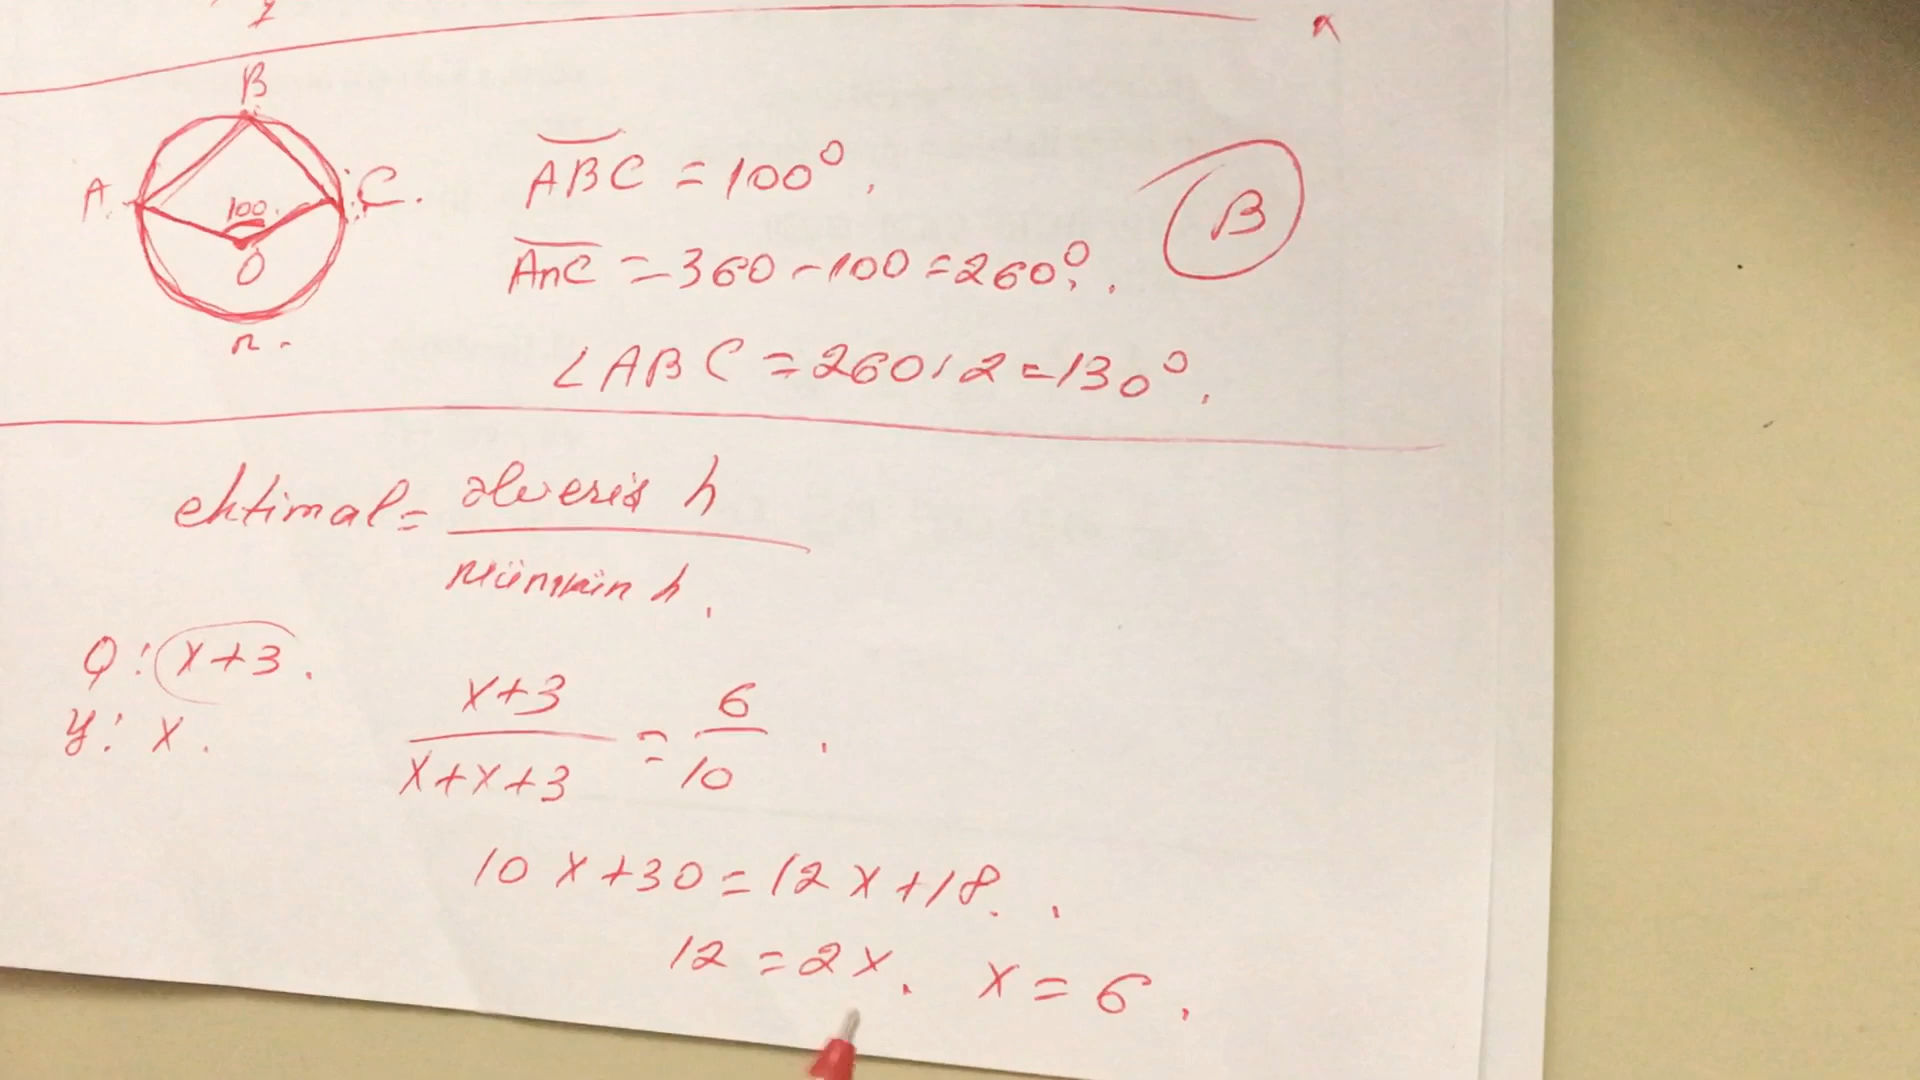 B
A. C.
100
O
n.
ABC = 100°.
AnC = 360 - 100 = 260°.
B
∠ABC = 260:2 = 130°.
ehtimal = əlverişli h
mümkün h.
Q: x+3.
Y: x.
x+3
x+x+3
= 6
10
.
10x+30 = 12x+18.
12 = 2x. x = 6.